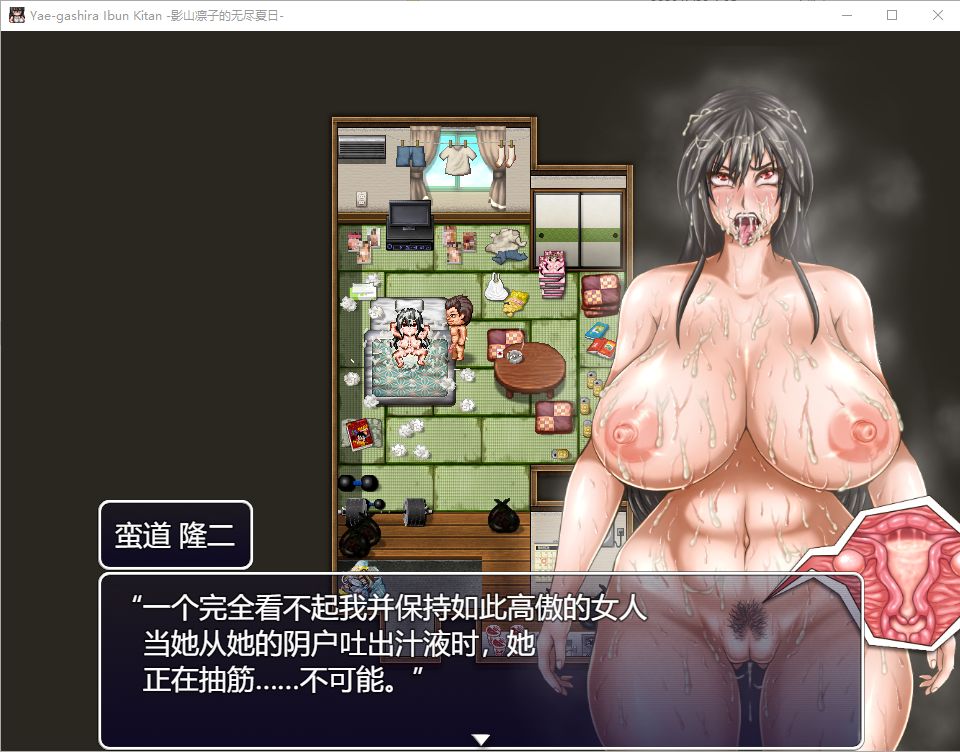 Yae-gashira Ibun Kitan -影山凛子的无尽夏日-
蛮道 隆二
“一个完全看不起我并保持如此高傲的女人
当她从她的阴户吐出汁液时，她
正在抽筋……不可能。”